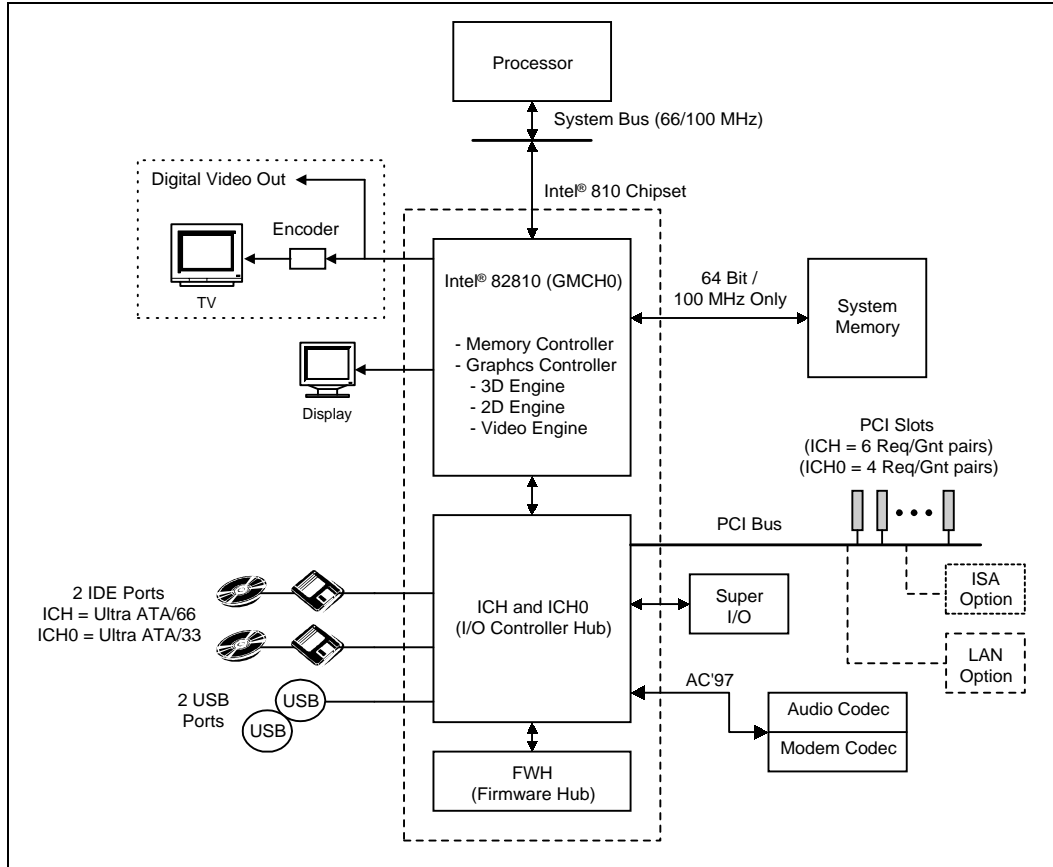 Processor
System Bus (66/100 MHz)
Digital Video Out
Intel® 810 Chipset
Encoder
TV
Intel® 82810 (GMCH0)
- Memory Controller
- Graphcs Controller
- 3D Engine
- 2D Engine
- Video Engine
64 Bit /
100 MHz Only
System
Memory
Display
PCI Slots
(ICH = 6 Req/Gnt pairs)
(ICH0 = 4 Req/Gnt pairs)
PCI Bus
2 IDE Ports
ICH = Ultra ATA/66
ICH0 = Ultra ATA/33
ICH and ICH0
(I/O Controller Hub)
Super
I/O
ISA
Option
LAN
Option
AC'97
2 USB
Ports
USB
USB
Audio Codec
Modem Codec
FWH
(Firmware Hub)